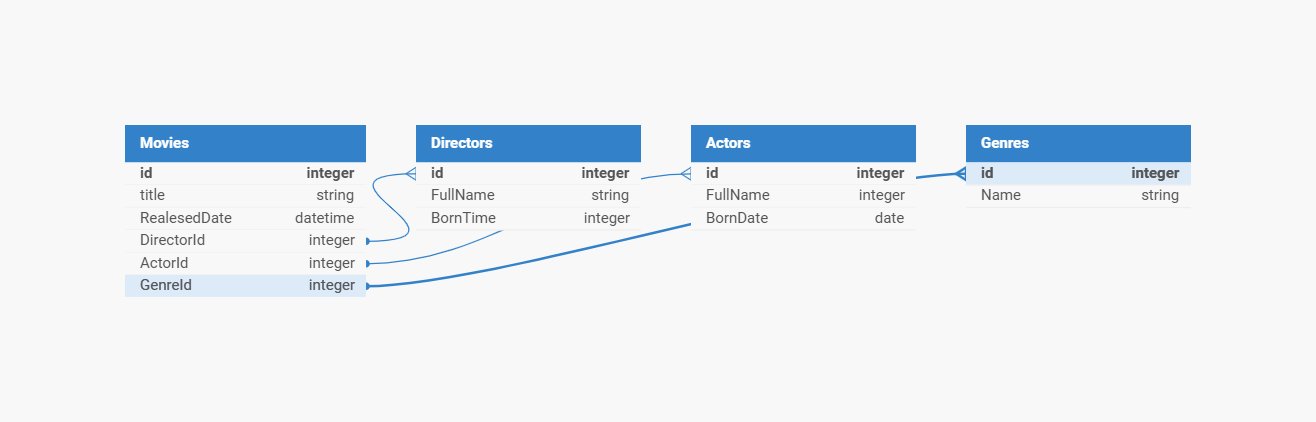 Movies
id integer
title string
RealesedDate datetime
DirectorId integer
ActorId integer
GenreId integer
Directors
id integer
FullName string
BornTime integer
Actors
id integer
FullName integer
BornDate date
Genres
id integer
Name string